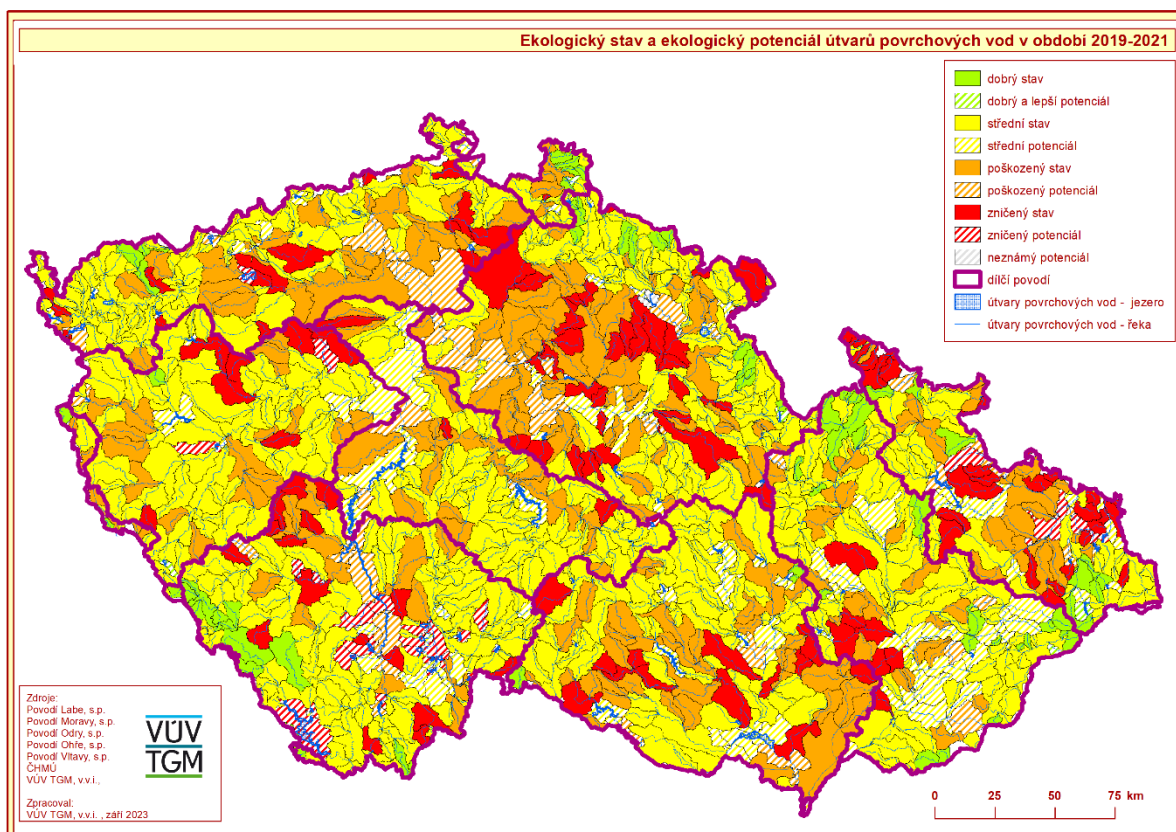 Ekologický stav a ekologický potenciál útvarů povrchových vod v období 2019-2021
dobrý stav
dobrý a lepší potenciál
střední stav
střední potenciál
poškozený stav
poškozený potenciál
zničený stav
zničený potenciál
neznámý potenciál
dílčí povodí
útvary povrchových vod - jezero
útvary povrchových vod - řeka
Zdroje:
Povodí Labe, s.p.
Povodí Moravy, s.p.
Povodí Odry, s.p.
Povodí Ohře, s.p.
Povodí Vltavy, s.p.
ČHMÚ
VÚV TGM, v.v.i.,
Zpracoval:
VÚV TGM, v.v.i. , září 2023
VÚV
TGM
0 25 50 75 km